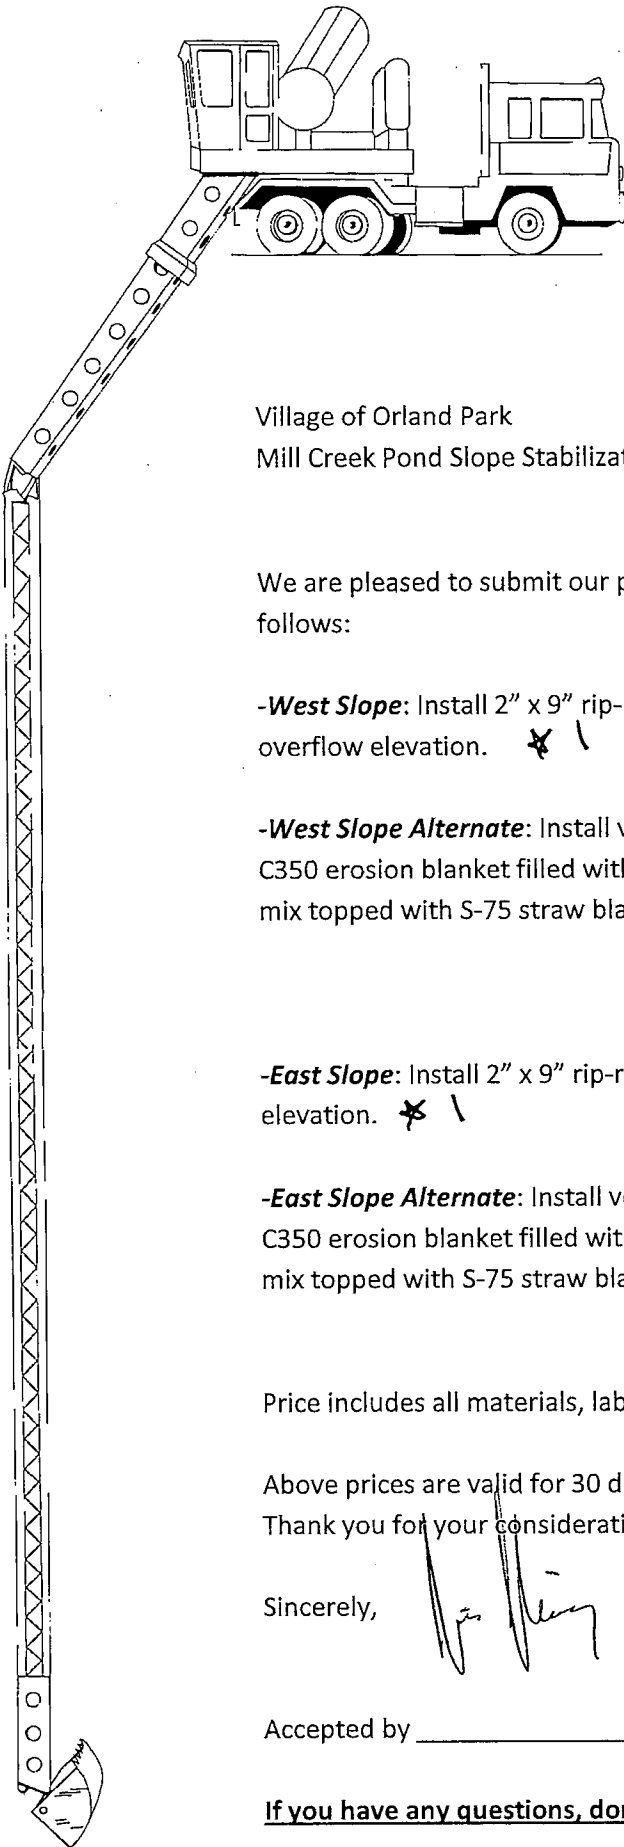 Village of Orland Park
Mill Creek Pond Slope Stabilizat
We are pleased to submit our p
follows:
-West Slope: Install 2" x 9" rip-
overflow elevation. * 1
-West Slope Alternate: Install v
C350 erosion blanket filled with
mix topped with S-75 straw bla
-East Slope: Install 2" x 9" rip-r
elevation. * 1
-East Slope Alternate: Install v
C350 erosion blanket filled wit
mix topped with S-75 straw bla
Price includes all materials, lab
Above prices are valid for 30 d
Thank you for your considerati
Sincerely,
Accepted by
If you have any questions, don